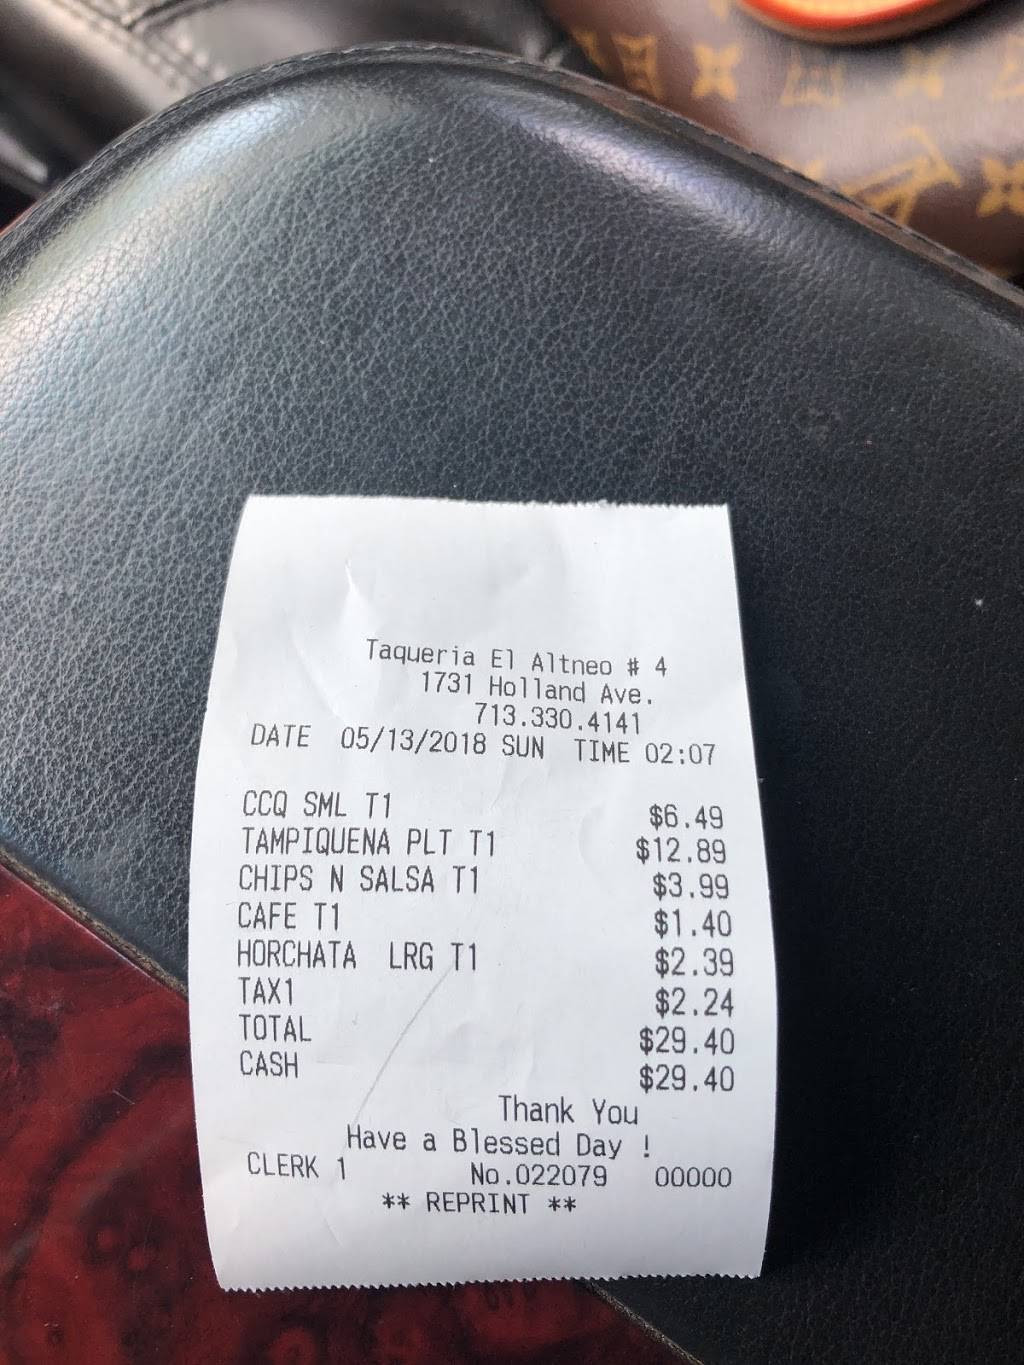 Taqueria El Altneo # 4
1731 Holland Ave.
713.330.4141
DATE 05/13/2018 SUN TIME 02:07
CCQ SML T1 $6.49
TAMPIQUENA PLT T1 $12.89
CHIPS N SALSA T1 $3.99
CAFE T1 $1.40
HORCHATA LRG T1 $2.39
TAX1 $2.24
TOTAL $29.40
CASH $29.40
Thank You
Have a Blessed Day !
CLERK 1 No.022079 00000
** REPRINT **